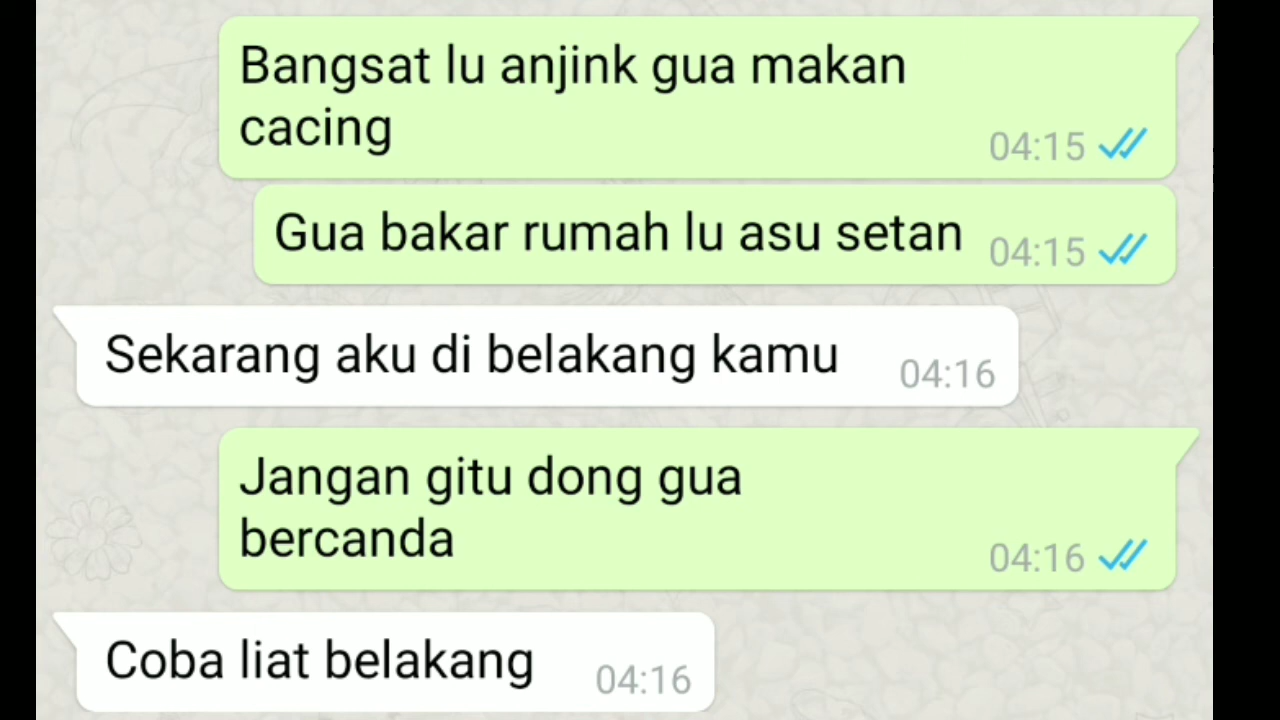 Bangsat lu anjink gua makan
cacing
04:15
Gua bakar rumah lu asu setan 04:15
Sekarang aku di belakang kamu 04:16
Jangan gitu dong gua
bercanda
04:16
Coba liat belakang 04:16